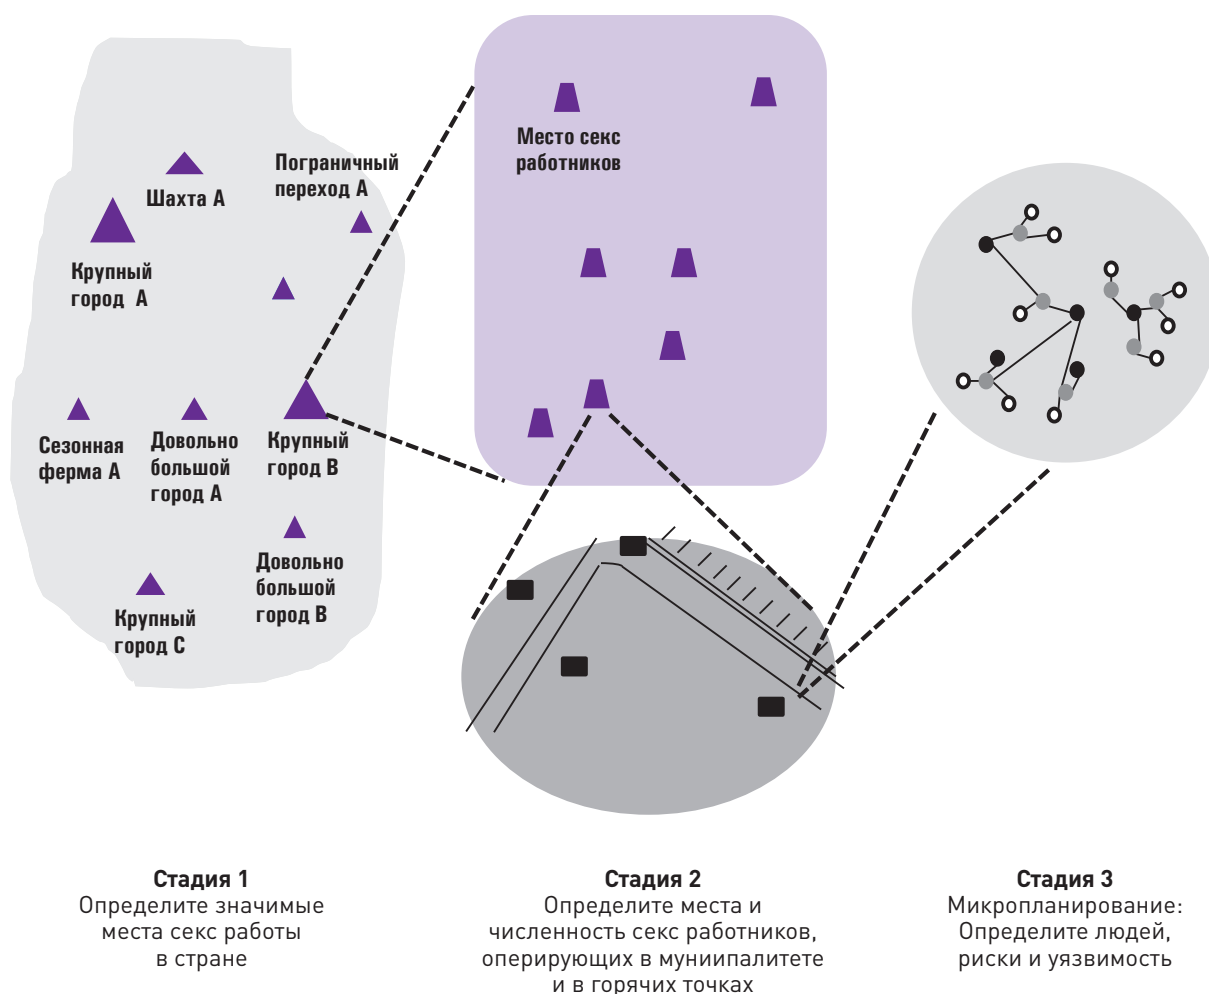 Место секс
работников
Пограничный
переход А
Шахта А
Крупный
город А
Сезонная
ферма А
Довольно
большой
город А
Крупный
город В
Довольно
большой
город В
Крупный
город С
Стадия 1
Определите значимые
места секс работы
в стране
Стадия 2
Определите места и
численность секс работников,
оперирующих в муниипалитете
и в горячих точках
Стадия 3
Микропланирование:
Определите людей,
риски и уязвимость